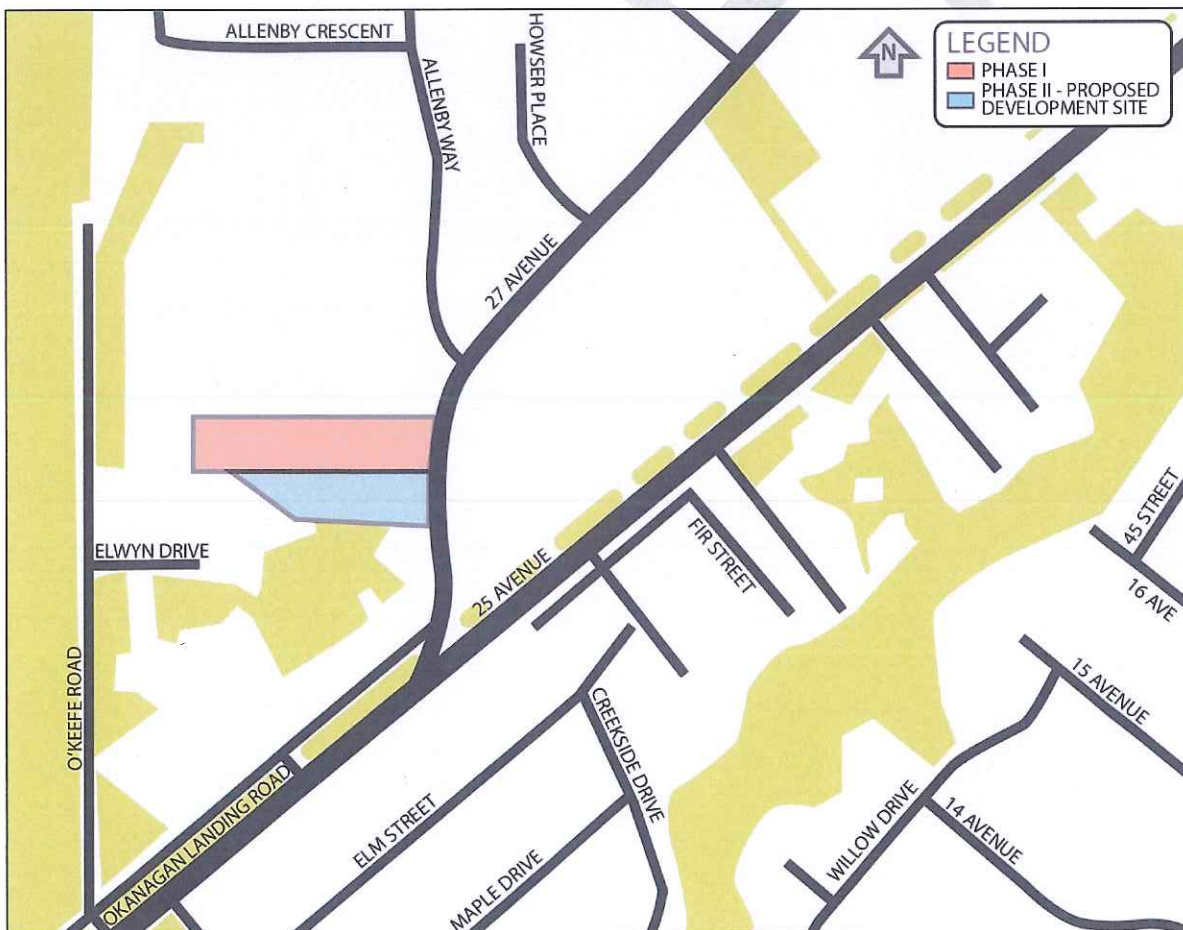 ALLENBY CRESCENT
HOWSER PLACE
N
LEGEND
PHASE I
PHASE II - PROPOSED
DEVELOPMENT SITE
ALLENBY WAY
27 AVENUE
ELWYN DRIVE
25 AVENUE
FIR STREET
45 STREET
16 AVE
O'KEEFE ROAD
15 AVENUE
CREEKSIDE DRIVE
OKANAGAN LANDING ROAD
ELM STREET
MAPLE DRIVE
WILLOW DRIVE
14 AVENUE